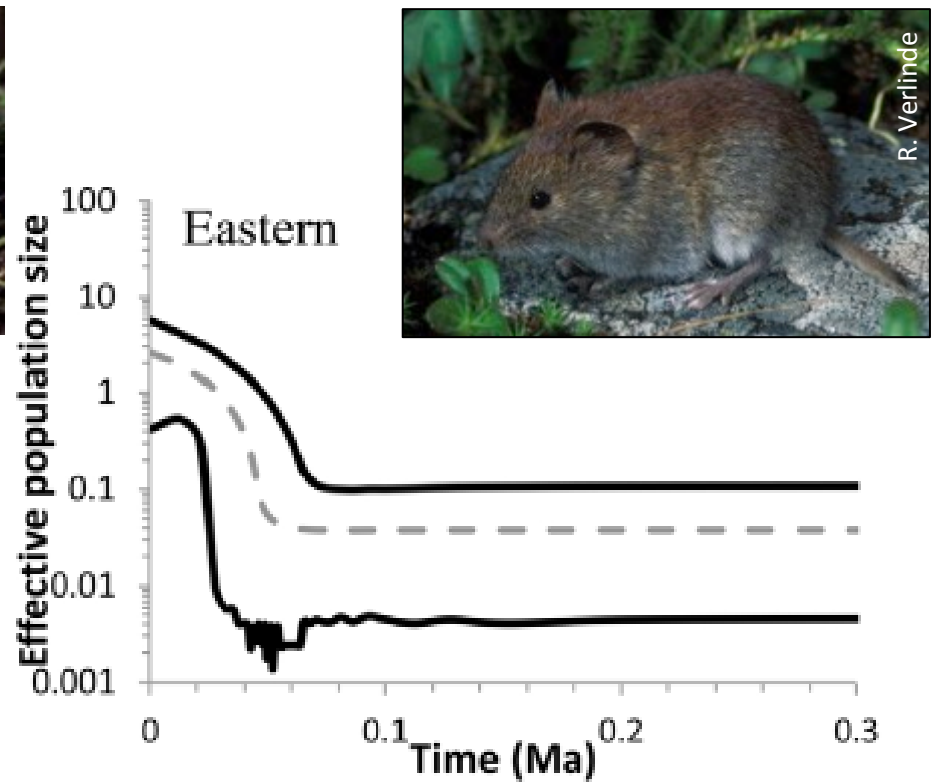 R. Verlinde
Eastern
Effective population size
100
10
1
0.1
0.01
0.001
0
0.1
0.2
0.3
Time (Ma)